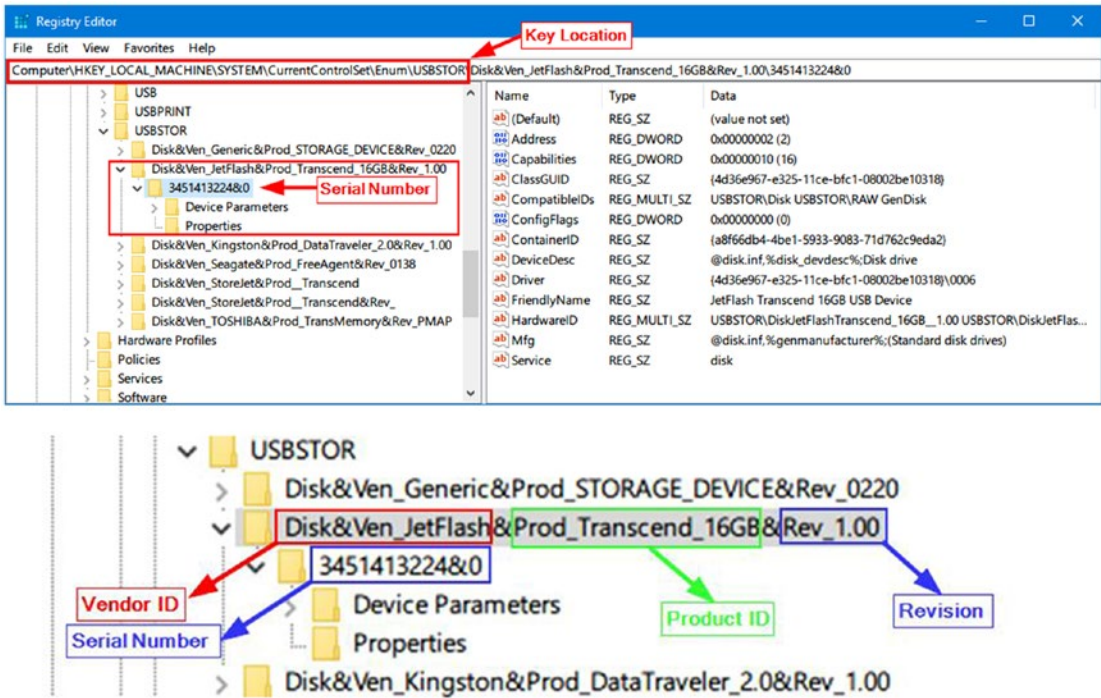 Registry Editor
File Edit View Favorites Help
Key Location
Computer\HKEY_LOCAL_MACHINE\SYSTEM\CurrentControlSet\Enum\USBSTOR\Disk&Ven_JetFlash&Prod_Transcend_16GB&Rev_1.00\3451413224&0
USB
USBPRINT
USBSTOR
Disk&Ven_Generic&Prod_STORAGE_DEVICE&Rev_0220
Disk&Ven_JetFlash&Prod_Transcend_16GB&Rev_1.00
3451413224&0
Serial Number
Device Parameters
Properties
Disk&Ven_Kingston&Prod_DataTraveler_2.0&Rev_1.00
Disk&Ven_Seagate&Prod_FreeAgent&Rev_0138
Disk&Ven_StoreJet&Prod__Transcend
Disk&Ven_StoreJet&Prod__Transcend&Rev_
Disk&Ven_TOSHIBA&Prod_TransMemory&Rev_PMAP
Hardware Profiles
Policies
Services
Software
Name Type Data
(Default) REG_SZ (value not set)
Address REG_DWORD 0x00000002 (2)
Capabilities REG_DWORD 0x00000010 (16)
ClassGUID REG_SZ {4d36e967-e325-11ce-bfc1-08002be10318}
CompatibleIDs REG_MULTI_SZ USBSTOR\Disk USBSTOR\RAW GenDisk
ConfigFlags REG_DWORD 0x00000000 (0)
ContainerID REG_SZ {a8f66db4-4be1-5933-9083-71d762c9eda2}
DeviceDesc REG_SZ @disk.inf,%disk_devdesc%;Disk drive
Driver REG_SZ {4d36e967-e325-11ce-bfc1-08002be10318}\0006
FriendlyName REG_SZ JetFlash Transcend 16GB USB Device
HardwareID REG_MULTI_SZ USBSTOR\DiskJetFlashTranscend_16GB__1.00 USBSTOR\DiskJetFlas...
Mfg REG_SZ @disk.inf,%genmanufacturer%;(Standard disk drives)
Service REG_SZ disk
USBSTOR
Disk&Ven_Generic&Prod_STORAGE_DEVICE&Rev_0220
Disk&Ven_JetFlash&Prod_Transcend_16GB&Rev_1.00
3451413224&0
Vendor ID
Device Parameters
Product ID
Revision
Serial Number
Properties
Disk&Ven_Kingston&Prod_DataTraveler_2.0&Rev_1.00